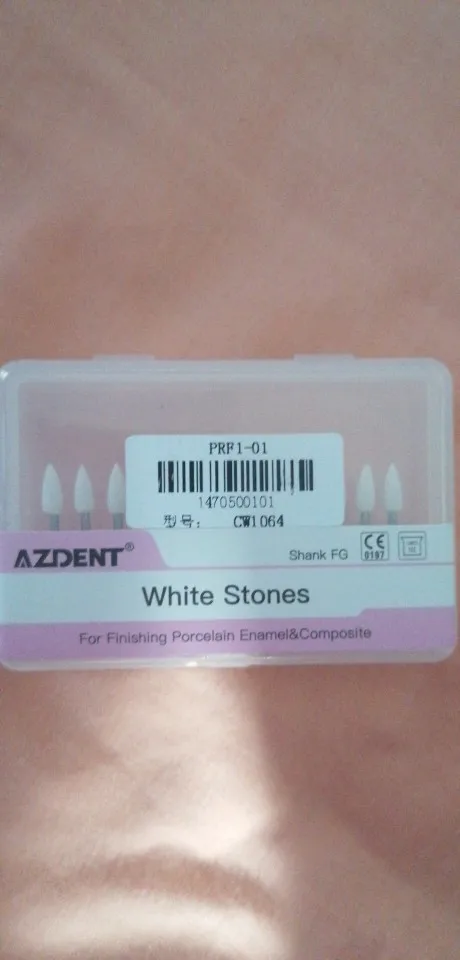 PRF1-01
1470500101
型号: CW1064
AZDENT®
Shank FG
CE
0197
White Stones
For Finishing Porcelain Enamel&Composite